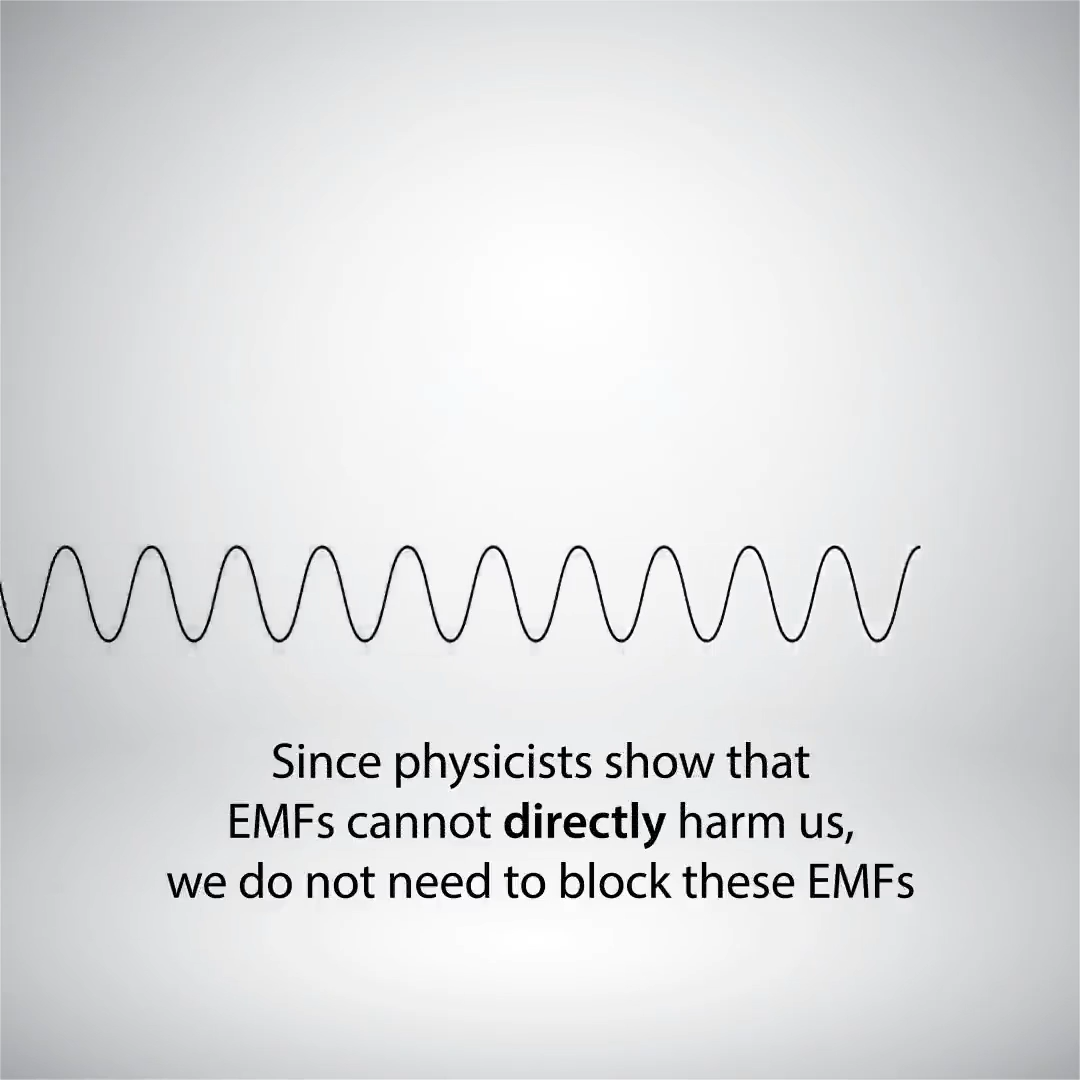 Since physicists show that
EMFs cannot directly harm us,
we do not need to block these EMFs